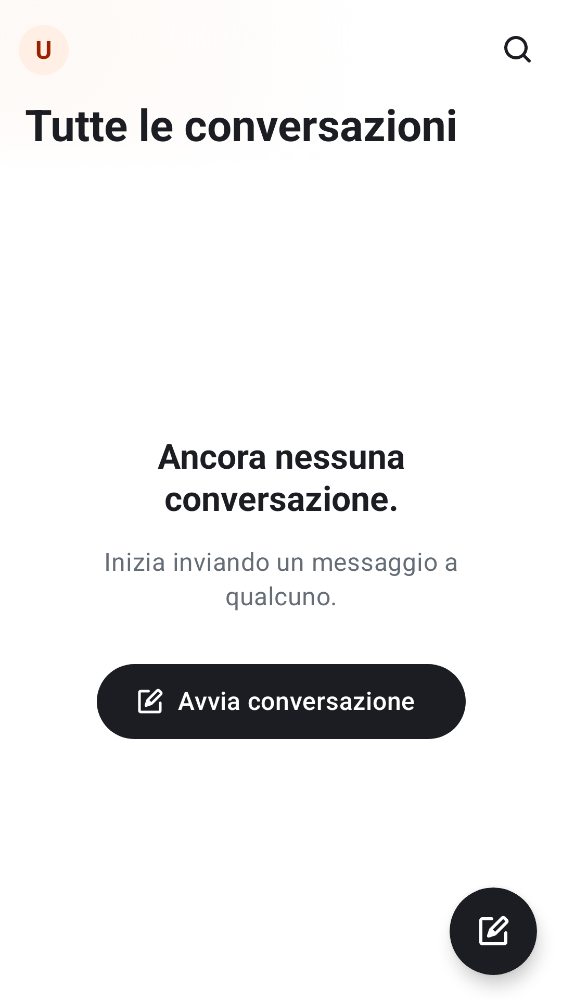 U
Tutte le conversazioni
Ancora nessuna
conversazione.
Inizia inviando un messaggio a
qualcuno.
Avvia conversazione